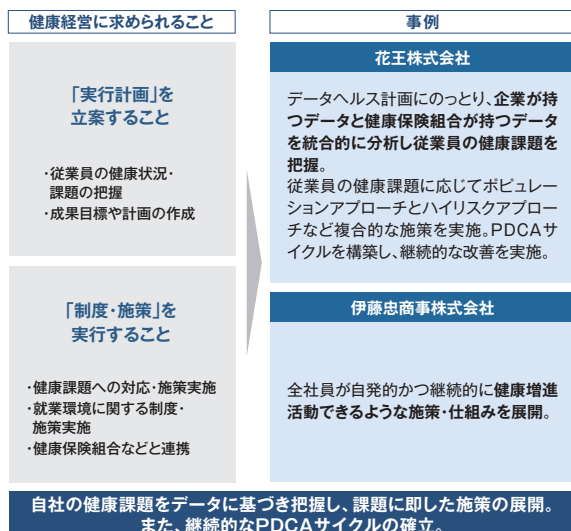 健康経営に求められること
事例
「実行計画」を
立案すること
・従業員の健康状況・
課題の把握
・成果目標や計画の作成
花王株式会社
データヘルス計画にのっとり、企業が持
つデータと健康保険組合が持つデータ
を統合的に分析し従業員の健康課題を
把握。
従業員の健康課題に応じてポピュレー
ションアプローチとハイリスクアプロー
チなど複合的な施策を実施。PDCAサ
イクルを構築し、継続的な改善を実施。
「制度・施策」を
実行すること
・健康課題への対応・施策実施
・就業環境に関する制度・
施策実施
・健康保険組合などと連携
伊藤忠商事株式会社
全社員が自発的かつ継続的に健康増進
活動できるような施策・仕組みを展開。
自社の健康課題をデータに基づき把握し、課題に即した施策の展開。
また、継続的なPDCAサイクルの確立。